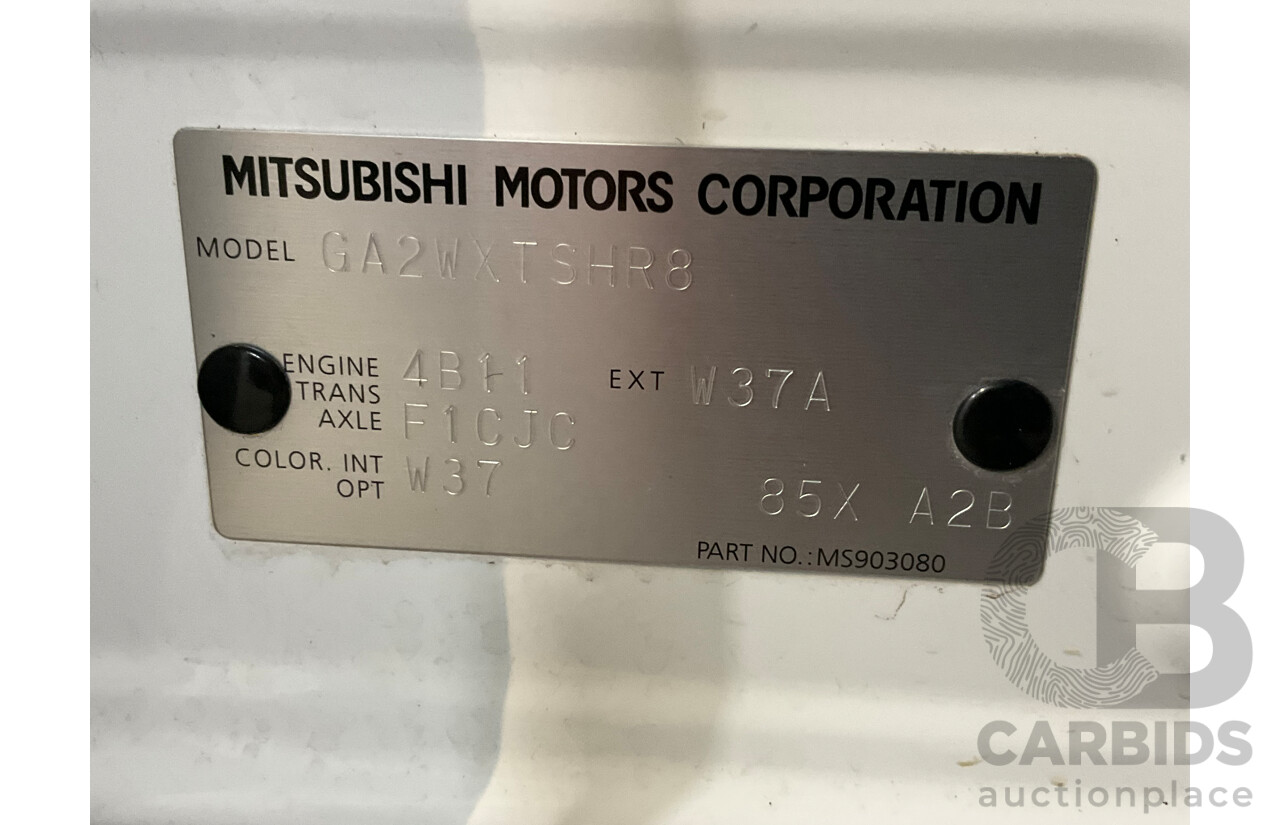 MITSUBISHI MOTORS CORPORATION
MODEL GA2WXTSHR8
ENGINE 4B11 EXT W37A
TRANS
AXLE F1CJC
COLOR. INT W37
OPT 85X A2B
PART NO.: MS903080
CB
CARBIDS
auctionplace